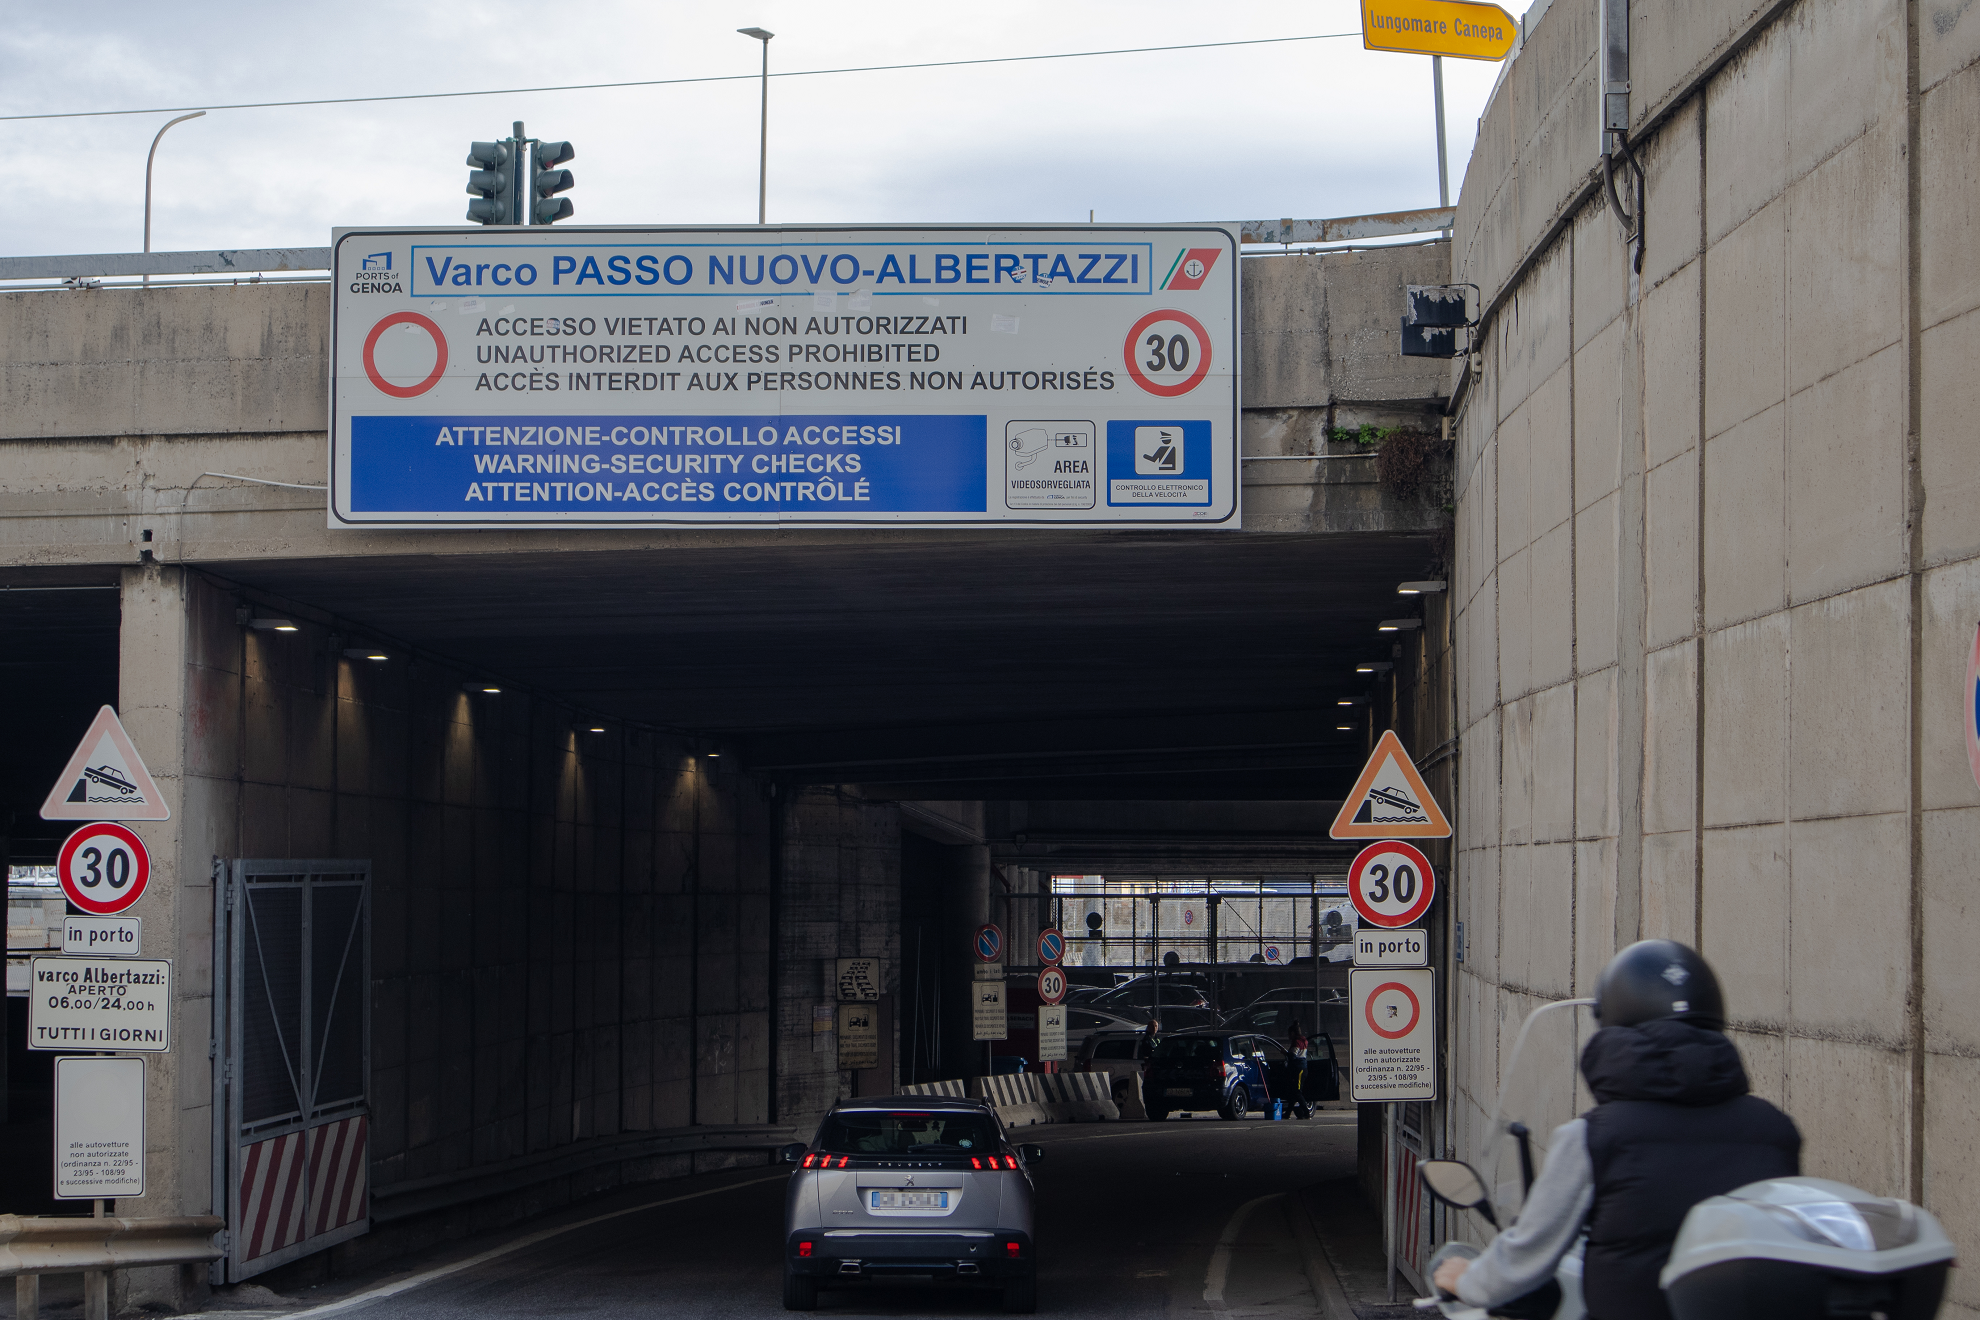 lungomare Canepa
PORTS of
GENOA
Varco PASSO NUOVO-ALBERTAZZI
ACCESSO VIETATO AI NON AUTORIZZATI
UNAUTHORIZED ACCESS PROHIBITED
ACCÈS INTERDIT AUX PERSONNES NON AUTORISÉS
30
ATTENZIONE-CONTROLLO ACCESSI
WARNING-SECURITY CHECKS
ATTENTION-ACCÈS CONTRÔLÉ
AREA
VIDEOSORVEGLIATA
CONTROLLO ELETTRONICO
DELLA VELOCITÀ
30
in porto
varco Albertazzi:
APERTO
06.00/24.00 h
TUTTI I GIORNI
alle autovetture
non autorizzate
(ordinanza n. 22/95 -
23/95 - 108/99
e successive modifiche)
30
30
in porto
alle autovetture
non autorizzate
(ordinanza n. 22/95 -
23/95 - 108/99
e successive modifiche)
PEUGEOT